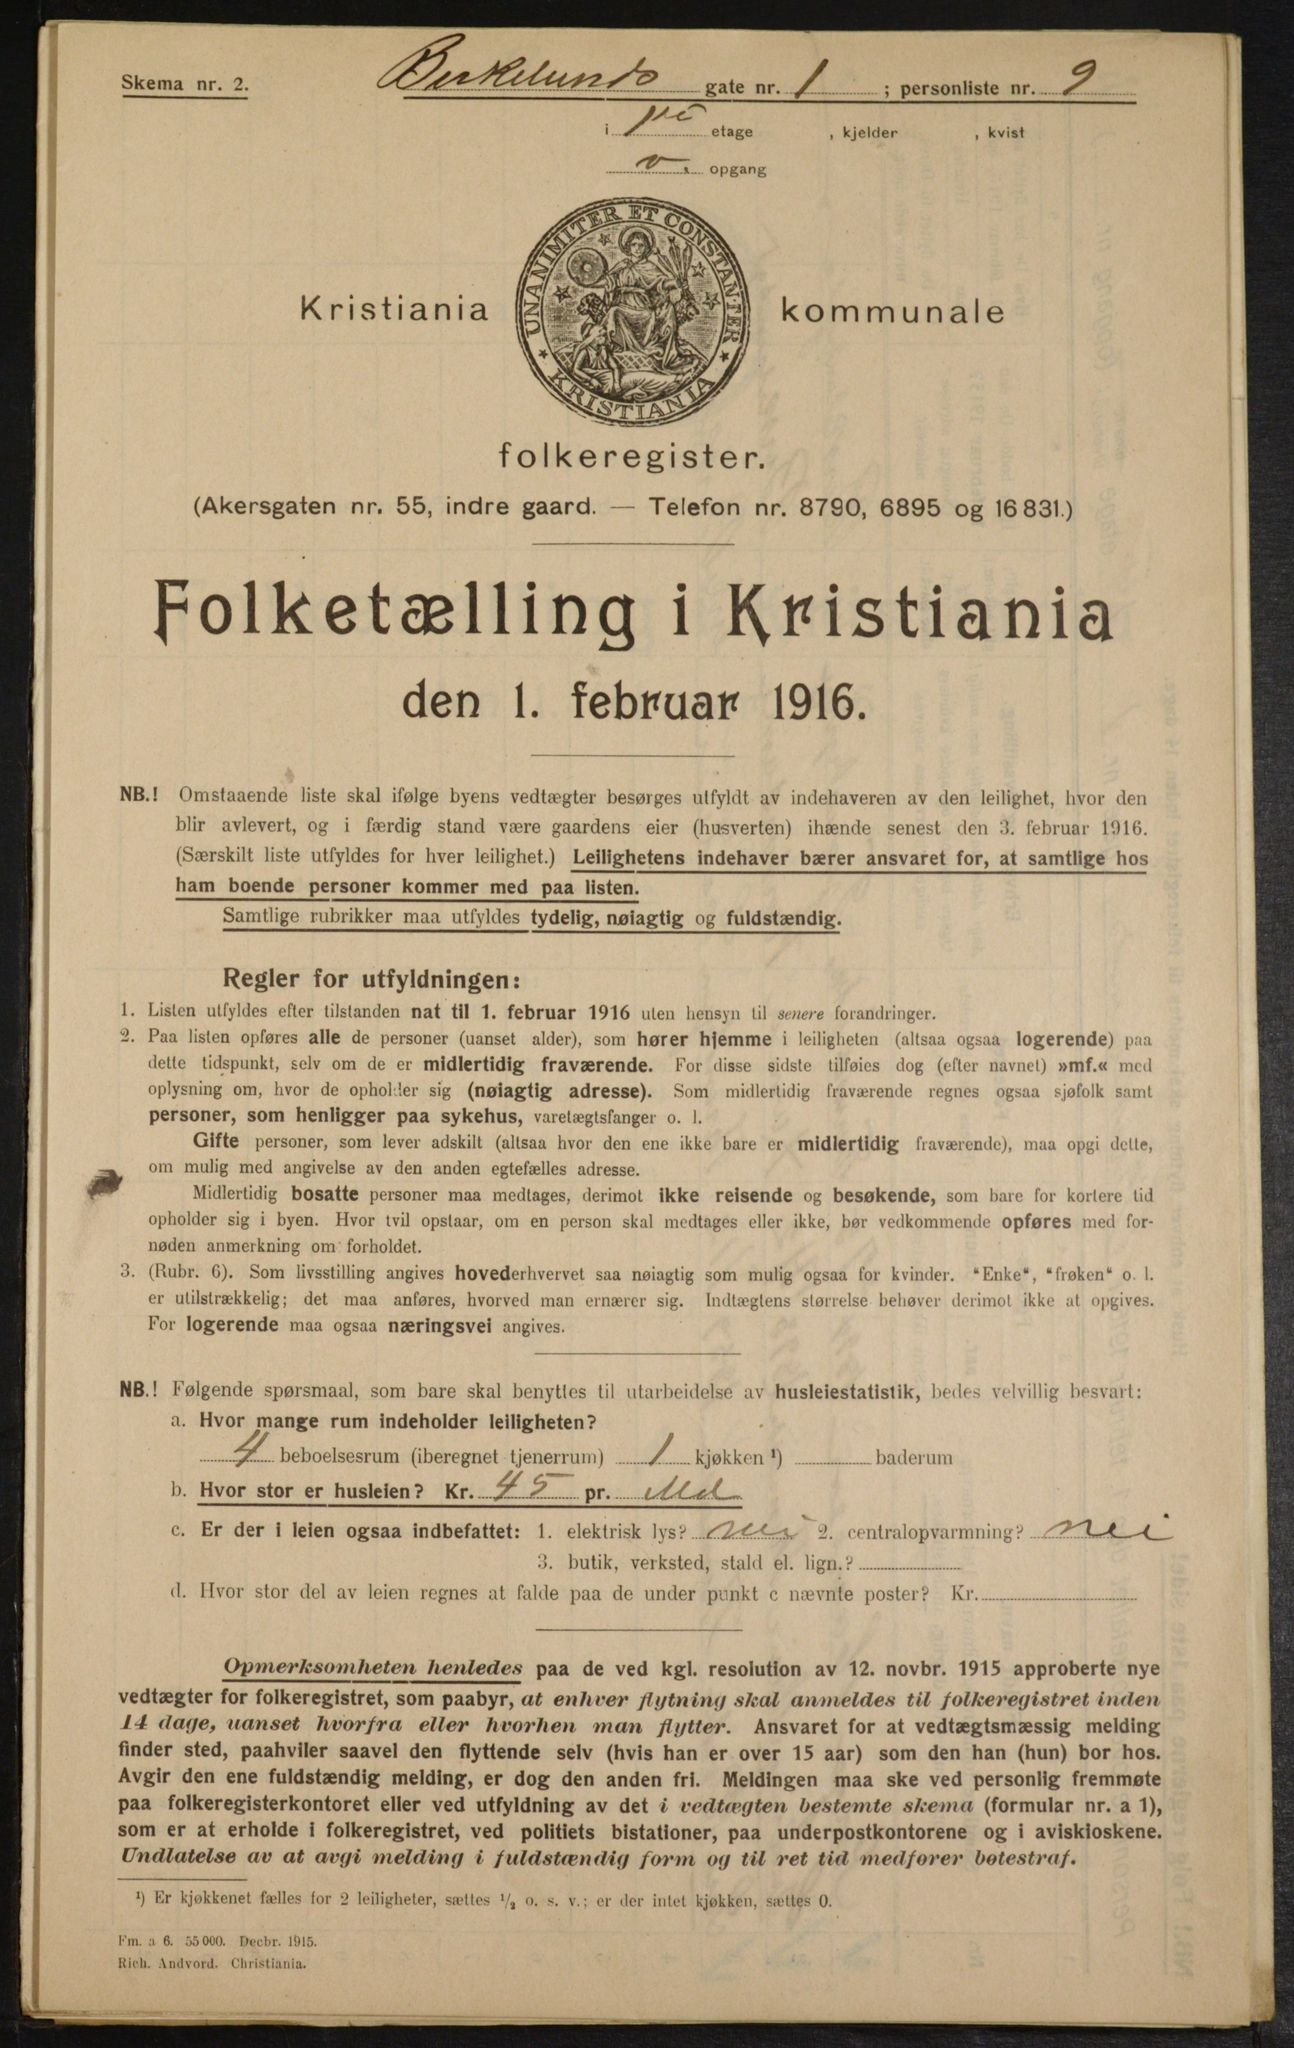 Skema nr. 2.
Birkelunds gate nr. 1 ; personliste nr. 9
i 1ste etage , kjelder , kvist
v. opgang
UNANIMITER ET CONSTANTER
KRISTIANIA
Kristiania kommunale
folkeregister.
(Akersgaten nr. 55, indre gaard. — Telefon nr. 8790, 6895 og 16 831.)
Folketælling i Kristiania
den 1. februar 1916.
NB.! Omstaaende liste skal ifølge byens vedtægter besørges utfyldt av indehaveren av den leilighet, hvor den
blir avlevert, og i færdig stand være gaardens eier (husverten) ihænde senest den 3. februar 1916.
(Særskilt liste utfyldes for hver leilighet.) Leilighetens indehaver bærer ansvaret for, at samtlige hos
ham boende personer kommer med paa listen.
Samtlige rubrikker maa utfyldes tydelig, nøiagtig og fuldstændig.
Regler for utfyldningen:
1. Listen utfyldes efter tilstanden nat til 1. februar 1916 uten hensyn til senere forandringer.
2. Paa listen opføres alle de personer (uanset alder), som hører hjemme i leiligheten (altsaa ogsaa logerende) paa
dette tidspunkt, selv om de er midlertidig fraværende. For disse sidste tilføies dog (efter navnet) »mf.« med
oplysning om, hvor de opholder sig (nøiagtig adresse). Som midlertidig fraværende regnes ogsaa sjøfolk samt
personer, som henligger paa sykehus, varetægtsfanger o. l.
Gifte personer, som lever adskilt (altsaa hvor den ene ikke bare er midlertidig fraværende), maa opgi dette,
om mulig med angivelse av den anden egtefælles adresse.
Midlertidig bosatte personer maa medtages, derimot ikke reisende og besøkende, som bare for kortere tid
opholder sig i byen. Hvor tvil opstaar, om en person skal medtages eller ikke, bør vedkommende opføres med for-
nøden anmerkning om forholdet.
3. (Rubr. 6). Som livsstilling angives hovederhvervet saa nøiagtig som mulig ogsaa for kvinder. "Enke", "frøken" o. l.
er utilstrækkelig; det maa anføres, hvorved man ernærer sig. Indtægtens størrelse behøver derimot ikke at opgives.
For logerende maa ogsaa næringsvei angives.
NB.! Følgende spørsmaal, som bare skal benyttes til utarbeidelse av husleiestatistik, bedes velvillig besvart:
a. Hvor mange rum indeholder leiligheten?
4 beboelsesrum (iberegnet tjenerrum) 1 kjøkken ¹) baderum
b. Hvor stor er husleien? Kr. 45 pr. Md
c. Er der i leien ogsaa indbefattet: 1. elektrisk lys? nei 2. centralopvarmning? nei
3. butik, verksted, stald el. lign.?
d. Hvor stor del av leien regnes at falde paa de under punkt c nævnte poster? Kr.
Opmerksomheten henledes paa de ved kgl. resolution av 12. novbr. 1915 approberte nye
vedtægter for folkeregistret, som paabyr, at enhver flytning skal anmeldes til folkeregistret inden
14 dage, uanset hvorfra eller hvorhen man flytter. Ansvaret for at vedtægtsmæssig melding
finder sted, paahviler saavel den flyttende selv (hvis han er over 15 aar) som den han (hun) bor hos.
Avgir den ene fuldstændig melding, er dog den anden fri. Meldingen maa ske ved personlig fremmøte
paa folkeregisterkontoret eller ved utfyldning av det i vedtægten bestemte skema (formular nr. a 1),
som er at erholde i folkeregistret, ved politiets bistationer, paa underpostkontorene og i aviskioskene.
Undlatelse av at avgi melding i fuldstændig form og til ret tid medfører bøtestraf.
¹) Er kjøkkenet fælles for 2 leiligheter, sættes ½ o. s. v.; er der intet kjøkken, sættes 0.
Fm. a 6. 55 000. Decbr. 1915.
Rich. Andvord. Christiania.